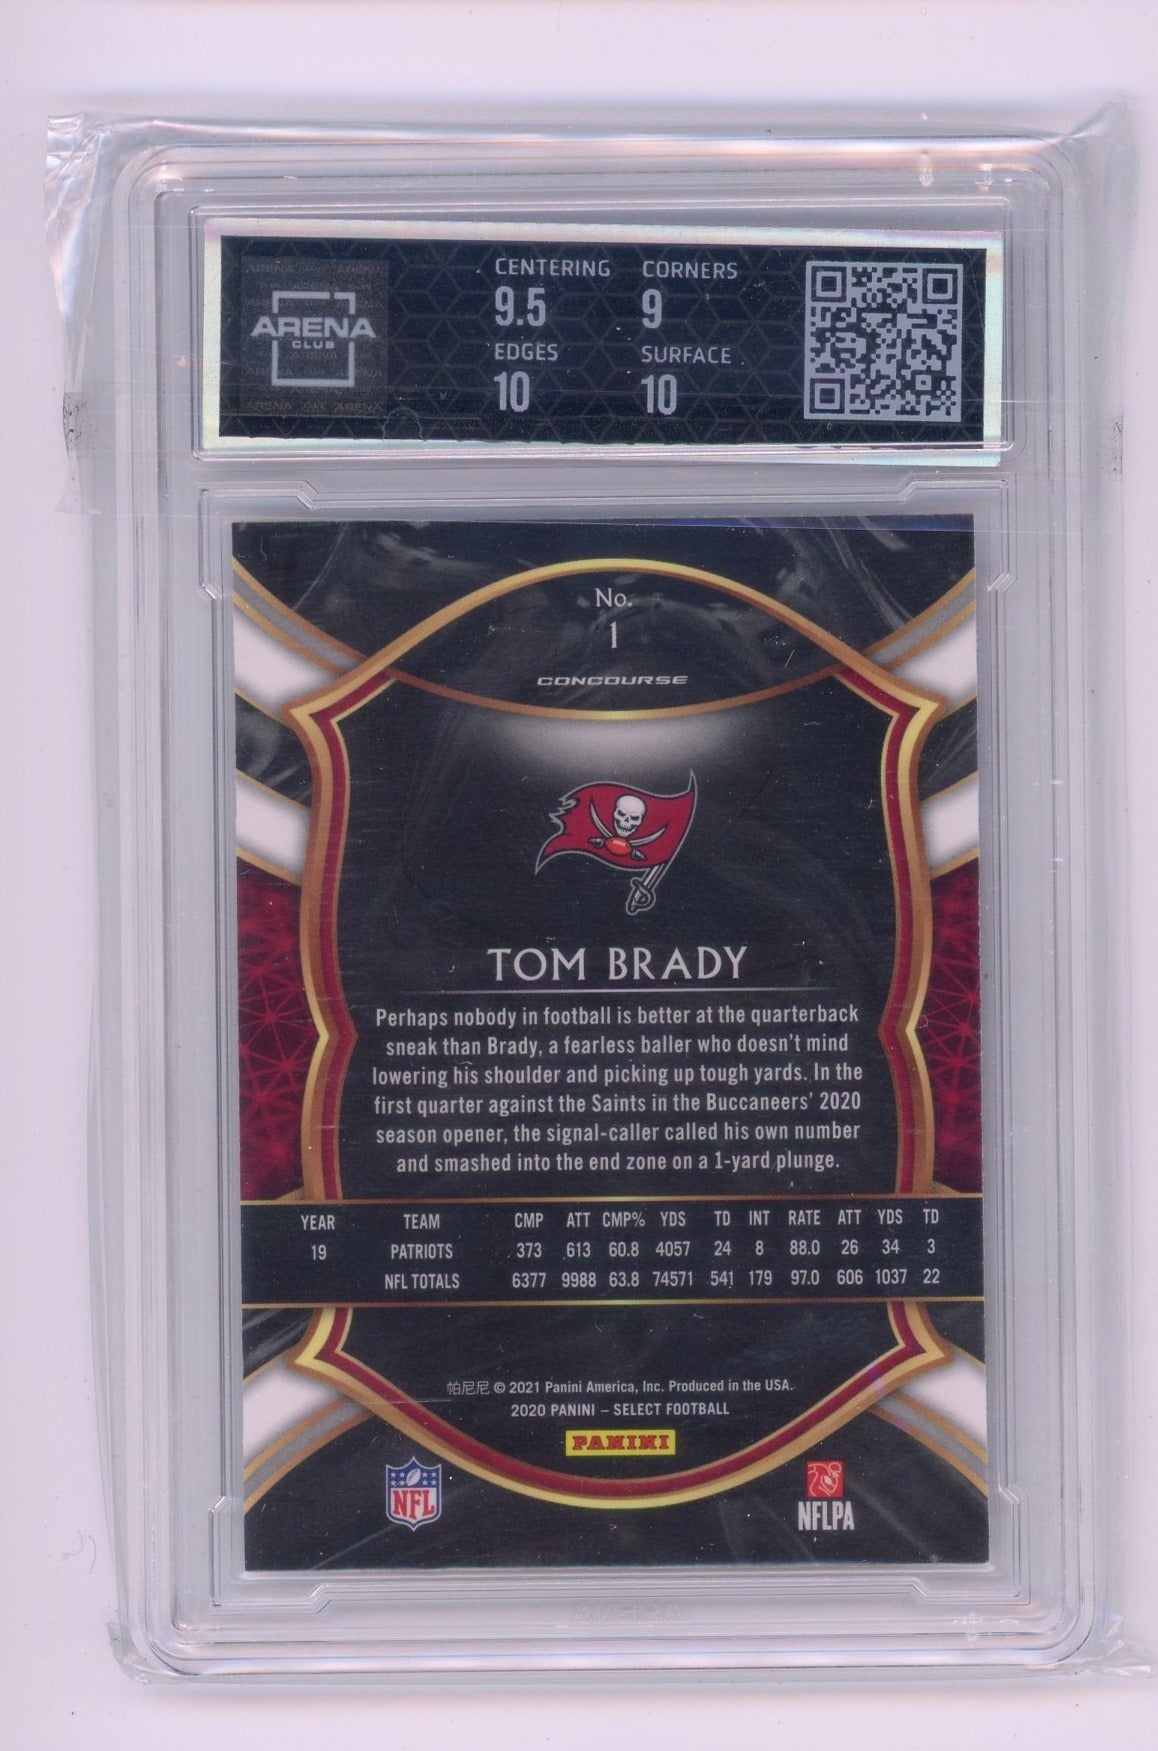 ARENA
CLUB
CENTERING CORNERS
9.5 9
EDGES SURFACE
10 10
No.
1
CONCOURSE
TOM BRADY
Perhaps nobody in football is better at the quarterback
sneak than Brady, a fearless baller who doesn't mind
lowering his shoulder and picking up tough yards. In the
first quarter against the Saints in the Buccaneers' 2020
season opener, the signal-caller called his own number
and smashed into the end zone on a 1-yard plunge.
YEAR TEAM CMP ATT CMP% YDS TD INT RATE ATT YDS TD
19 PATRIOTS 373 613 60.8 4057 24 8 88.0 26 34 3
NFL TOTALS 6377 9988 63.8 74571 541 179 97.0 606 1037 22
帕尼尼 © 2021 Panini America, Inc. Produced in the USA.
2020 PANINI – SELECT FOOTBALL
PANINI
NFL
NFLPA